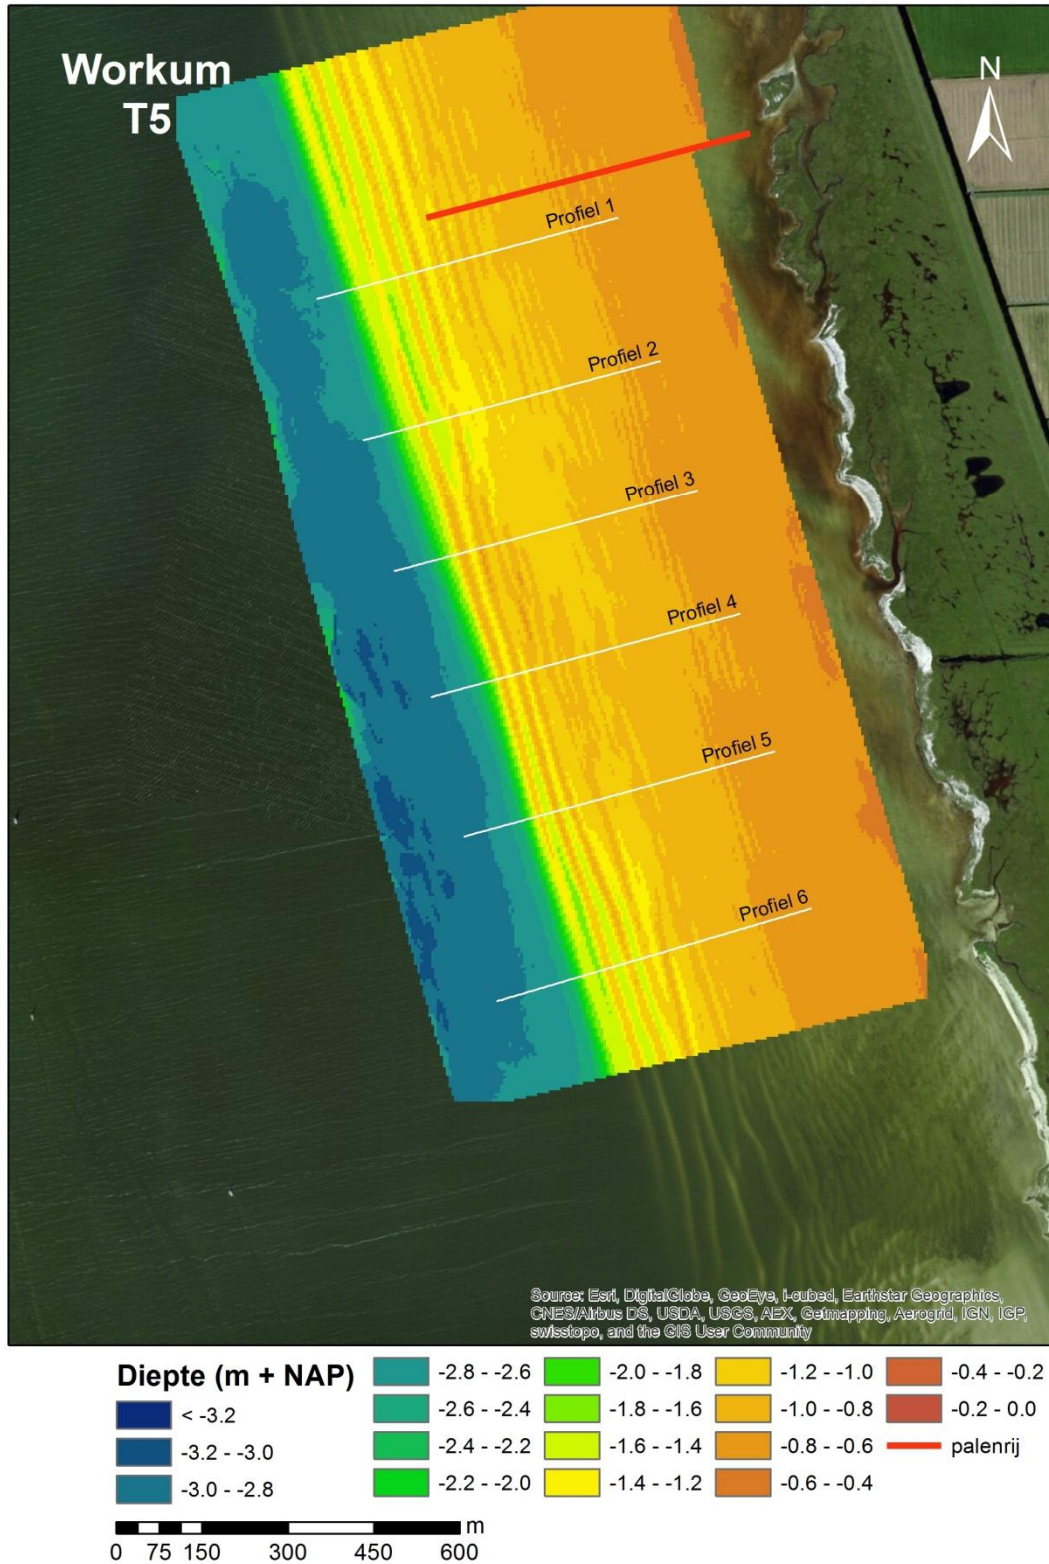 Workum
T5
N
Profiel 1
Profiel 2
Profiel 3
Profiel 4
Profiel 5
Profiel 6
Source: Esri, DigitalGlobe, GeoEye, i-cubed, Earthstar Geographics,
CNES/Airbus DS, USDA, USGS, AEX, Getmapping, Aerogrid, IGN, IGP,
swisstopo, and the GIS User Community
Diepte (m + NAP)
< -3.2
-3.2 - -3.0
-3.0 - -2.8
-2.8 - -2.6
-2.6 - -2.4
-2.4 - -2.2
-2.2 - -2.0
-2.0 - -1.8
-1.8 - -1.6
-1.6 - -1.4
-1.4 - -1.2
-1.2 - -1.0
-1.0 - -0.8
-0.8 - -0.6
-0.6 - -0.4
-0.4 - -0.2
-0.2 - 0.0
palenrij
m
0 75 150 300 450 600